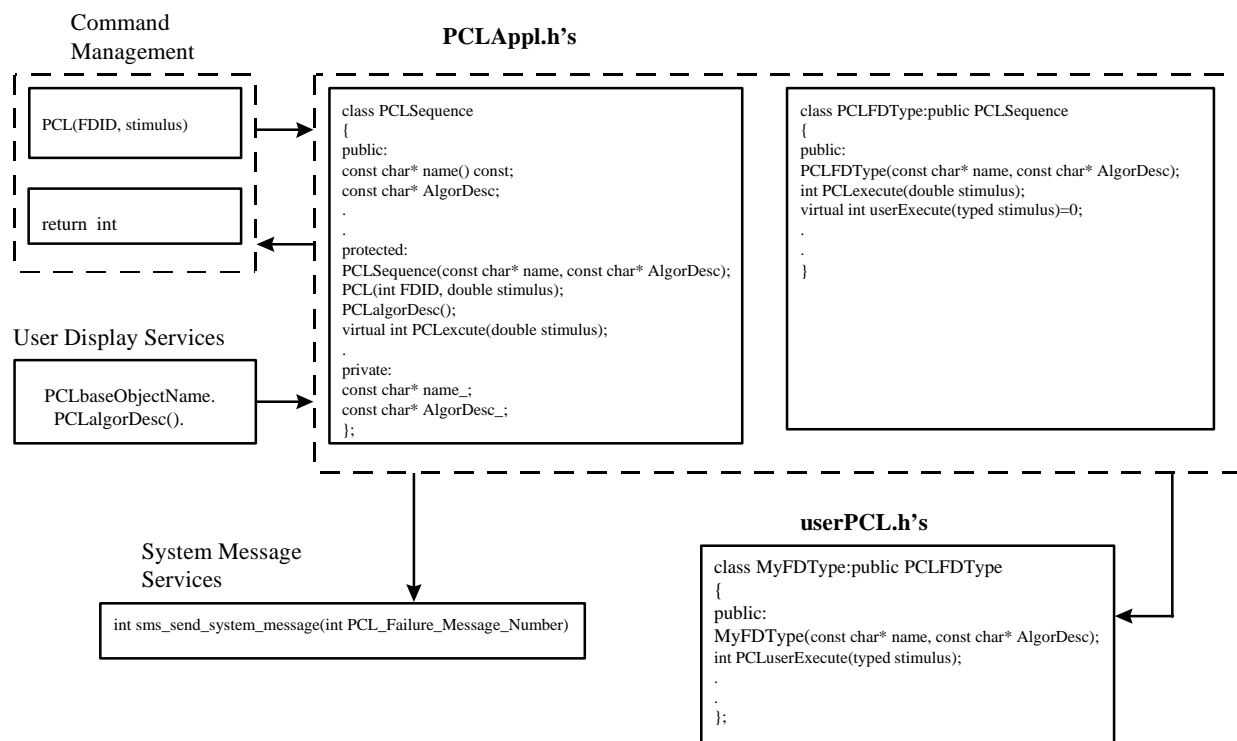 Command
Management
PCL(FDID, stimulus)
return int
User Display Services
PCLbaseObjectName.
PCLalgorDesc().
PCLAppl.h's
class PCLSequence
{
public:
const char* name() const;
const char* AlgorDesc;
.
.
protected:
PCLSequence(const char* name, const char* AlgorDesc);
PCL(int FDID, double stimulus);
PCLalgorDesc();
virtual int PCLexcute(double stimulus);
.
private:
const char* name_;
const char* AlgorDesc_;
};
class PCLFDType:public PCLSequence
{
public:
PCLFDType(const char* name, const char* AlgorDesc);
int PCLexecute(double stimulus);
virtual int userExecute(typed stimulus)=0;
.
.
}
System Message
Services
int sms_send_system_message(int PCL_Failure_Message_Number)
userPCL.h's
class MyFDType:public PCLFDType
{
public:
MyFDType(const char* name, const char* AlgorDesc);
int PCLuserExecute(typed stimulus);
.
.
};